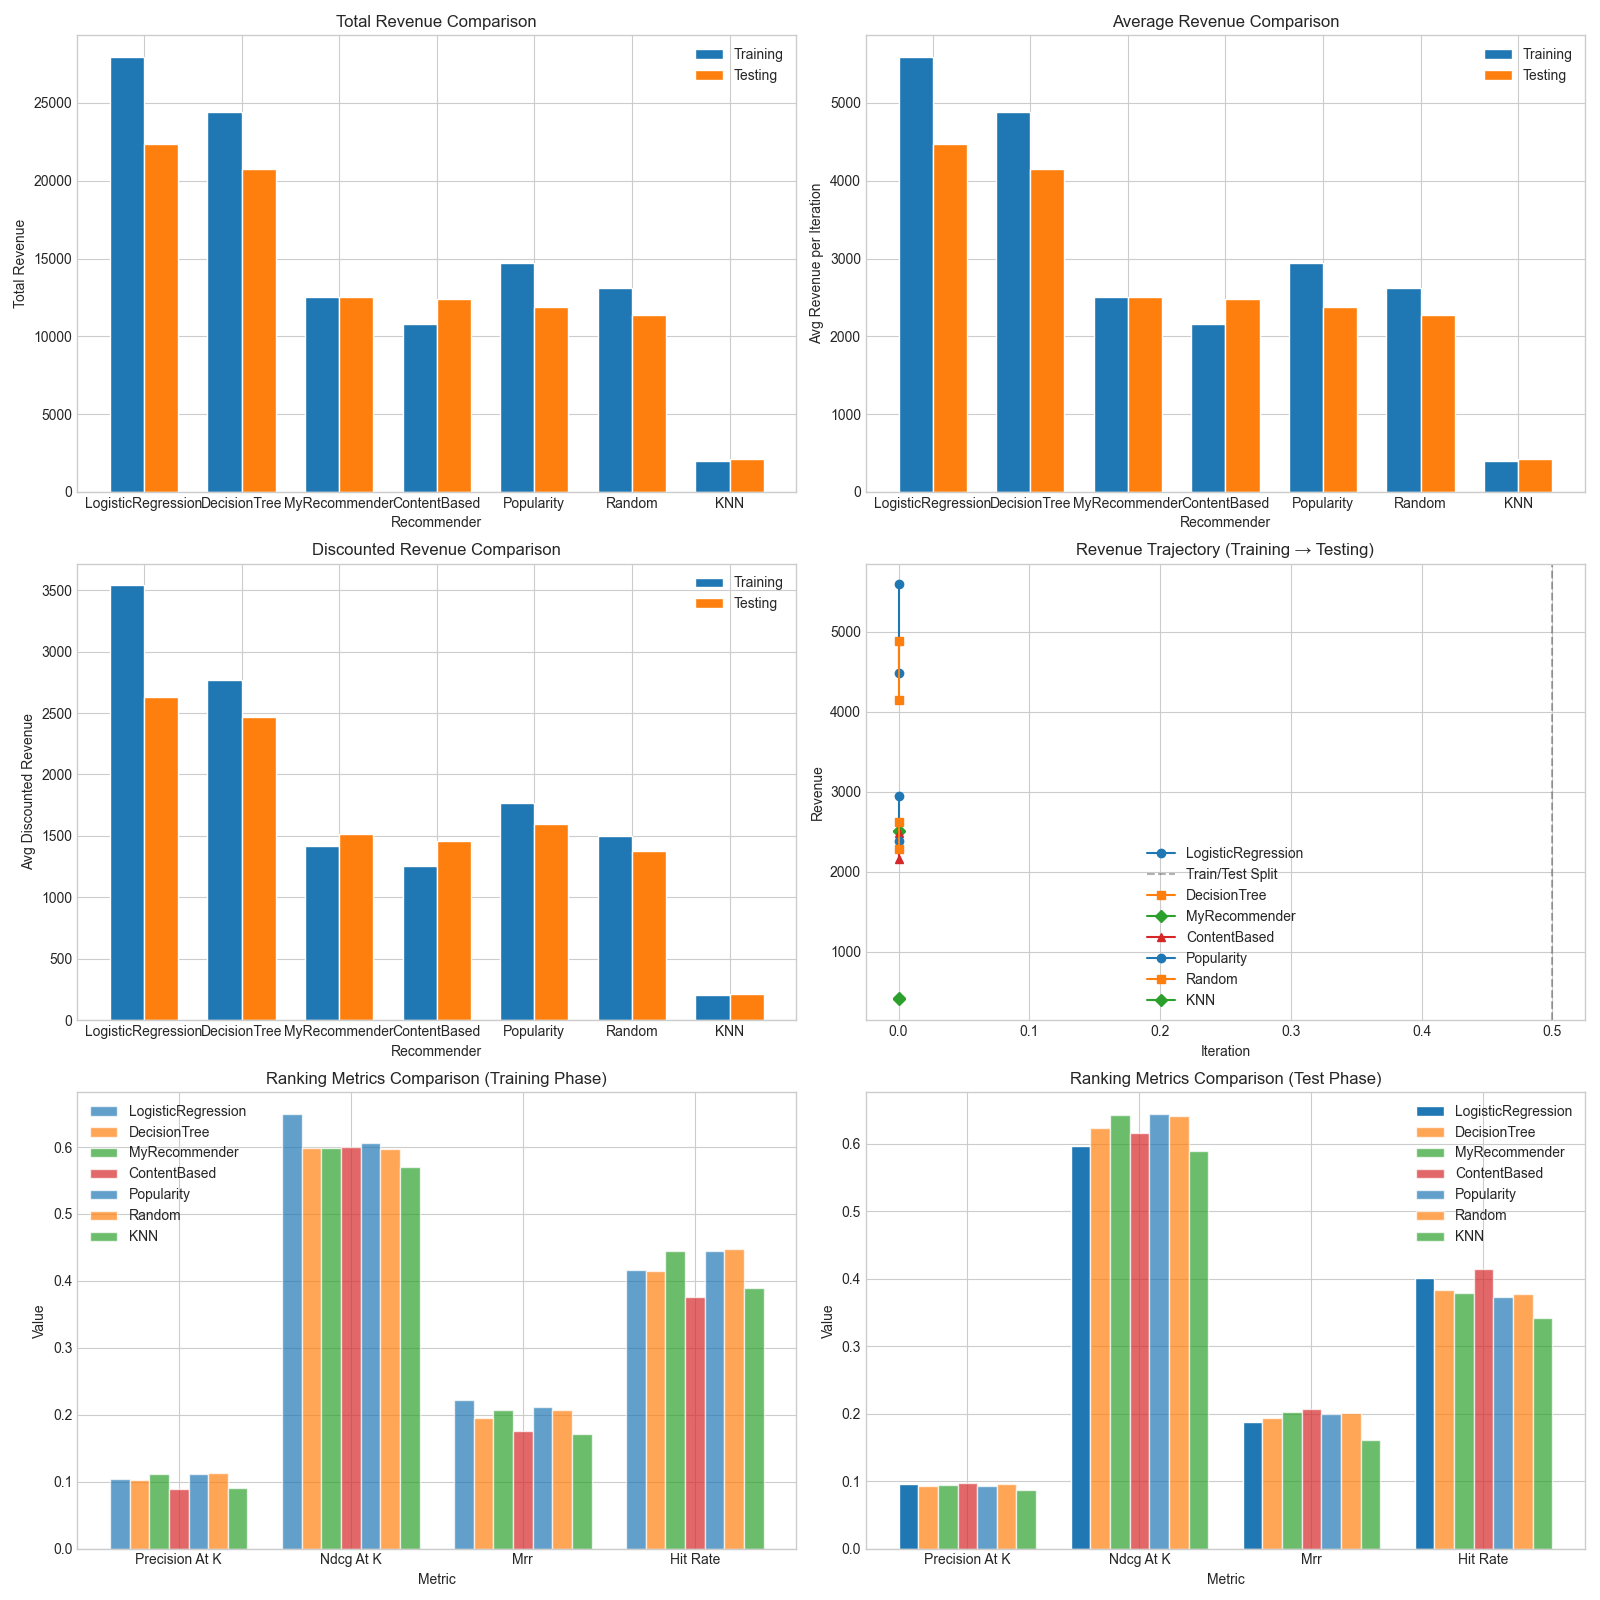 Total Revenue Comparison
Total Revenue
25000
20000
15000
10000
5000
0
Training
Testing
LogisticRegression DecisionTree MyRecommender ContentBased Popularity Random KNN
Recommender
Average Revenue Comparison
Avg Revenue per Iteration
5000
4000
3000
2000
1000
0
Training
Testing
LogisticRegression DecisionTree MyRecommender ContentBased Popularity Random KNN
Recommender
Discounted Revenue Comparison
Avg Discounted Revenue
3500
3000
2500
2000
1500
1000
500
0
Training
Testing
LogisticRegression DecisionTree MyRecommender ContentBased Popularity Random KNN
Recommender
Revenue Trajectory (Training → Testing)
Revenue
5000
4000
3000
2000
1000
LogisticRegression
Train/Test Split
DecisionTree
MyRecommender
ContentBased
Popularity
Random
KNN
0.0 0.1 0.2 0.3 0.4 0.5
Iteration
Ranking Metrics Comparison (Training Phase)
Value
0.6
0.5
0.4
0.3
0.2
0.1
0.0
LogisticRegression
DecisionTree
MyRecommender
ContentBased
Popularity
Random
KNN
Precision At K Ndcg At K Mrr Hit Rate
Metric
Ranking Metrics Comparison (Test Phase)
Value
0.6
0.5
0.4
0.3
0.2
0.1
0.0
LogisticRegression
DecisionTree
MyRecommender
ContentBased
Popularity
Random
KNN
Precision At K Ndcg At K Mrr Hit Rate
Metric